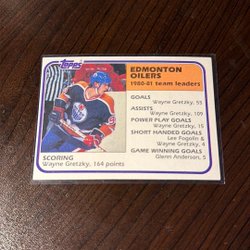 Topps
EDMONTON
OILERS
1980-81 team leaders
GOALS
Wayne Gretzky, 55
ASSISTS
Wayne Gretzky, 109
POWER PLAY GOALS
Wayne Gretzky, 15
SHORT HANDED GOALS
Lee Fogolin &
Wayne Gretzky, 4
GAME WINNING GOALS
Glenn Anderson, 5
SCORING
Wayne Gretzky, 164 points